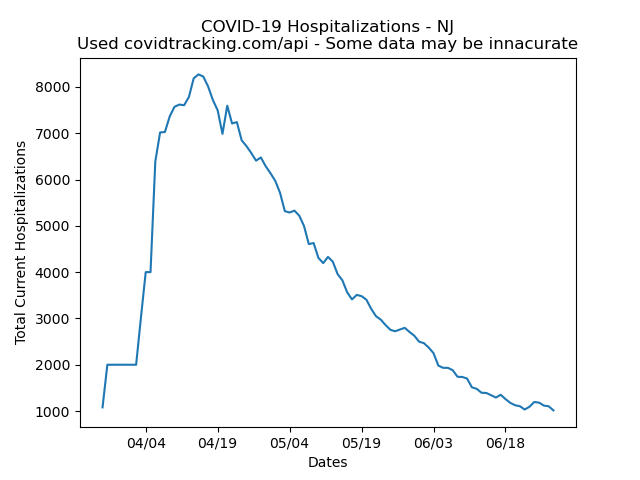 COVID-19 Hospitalizations - NJ
Used covidtracking.com/api - Some data may be innacurate
Total Current Hospitalizations
8000
7000
6000
5000
4000
3000
2000
1000
04/04 04/19 05/04 05/19 06/03 06/18
Dates